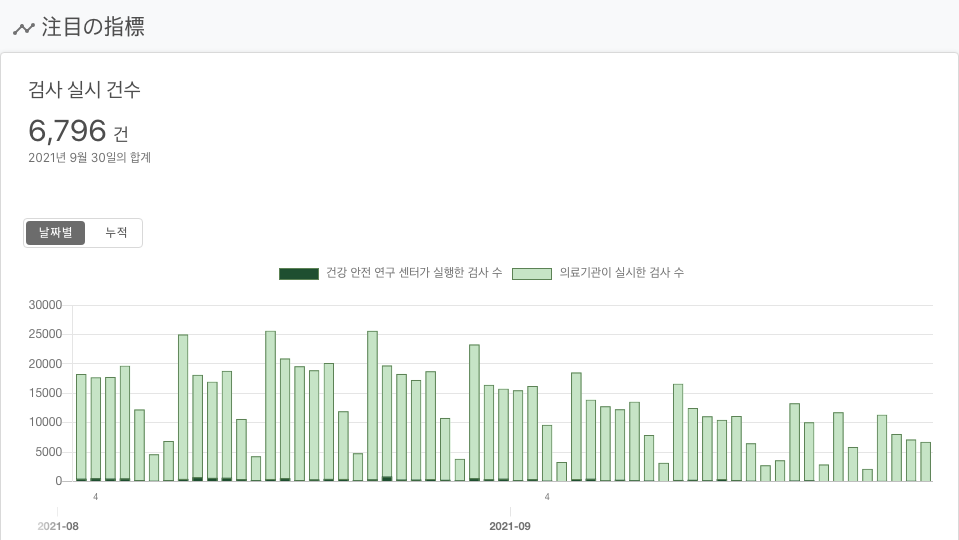 注目の指標
검사 실시 건수
6,796 건
2021년 9월 30일의 합계
날짜별 누적
건강 안전 연구 센터가 실행한 검사 수 의료기관이 실시한 검사 수
30000
25000
20000
15000
10000
5000
0
4 4
2021-08 2021-09